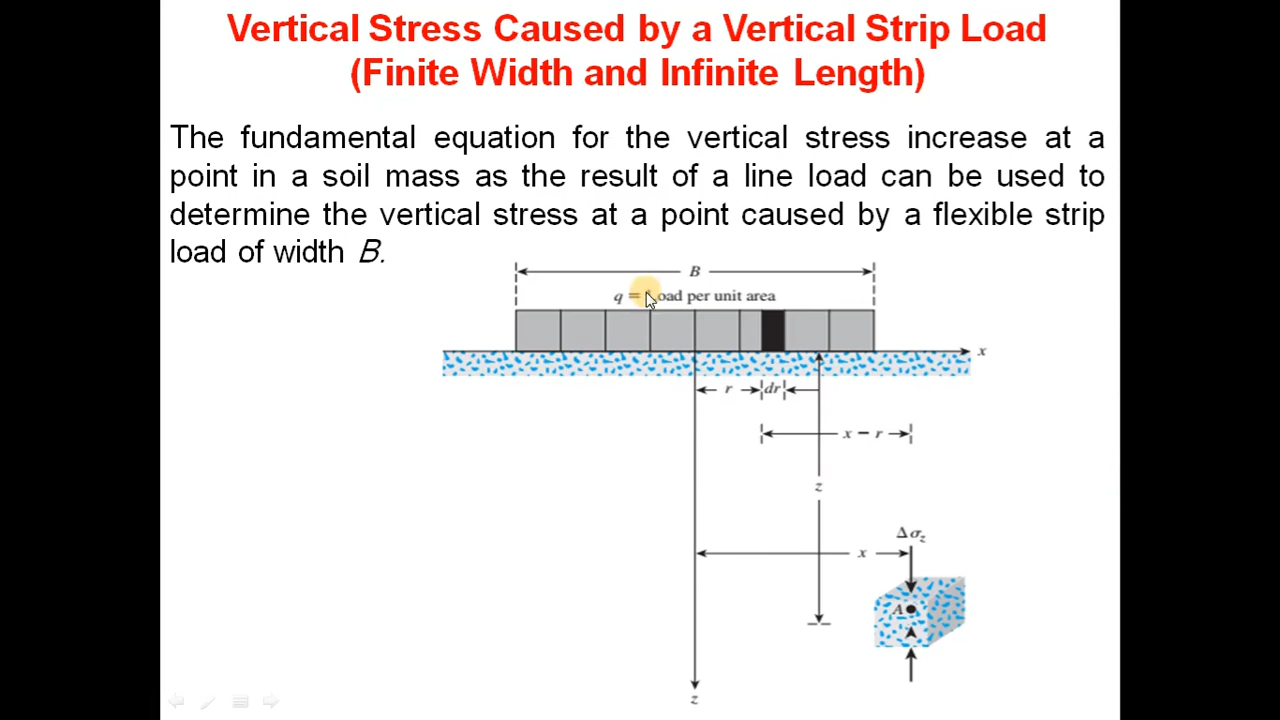 Vertical Stress Caused by a Vertical Strip Load
(Finite Width and Infinite Length)
The fundamental equation for the vertical stress increase at a
point in a soil mass as the result of a line load can be used to
determine the vertical stress at a point caused by a flexible strip
load of width B.
B
q = Load per unit area
x
r
dr
x − r
z
Δσz
x
A
z